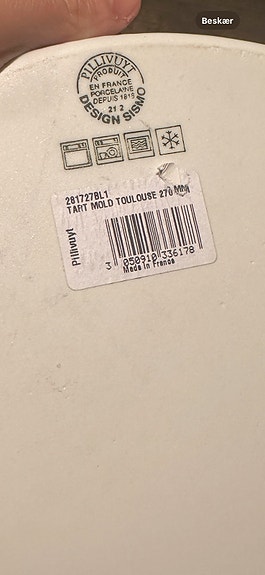 Beskær
PILLIVUYT
PRODUIT
EN FRANCE
PORCELAINE
DEPUIS 1818
21 2
DESIGN SISMO
281727BL1
TART MOLD TOULOUSE 270 MM
Pillivuyt
3 050910 336178
Made in France